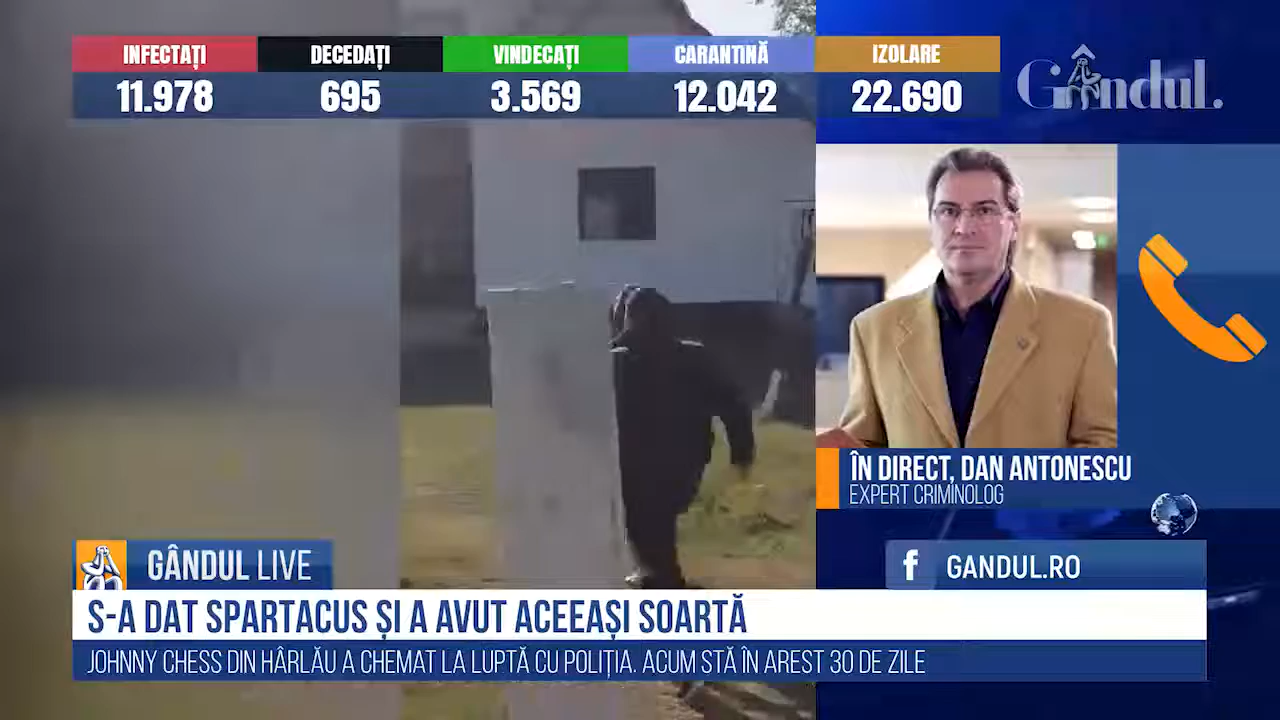 INFECTAȚI
DECEDAȚI
VINDECAȚI
CARANTINĂ
IZOLARE
11.978
695
3.569
12.042
22.690
Gândul.
ÎN DIRECT, DAN ANTONESCU
EXPERT CRIMINOLOG
GÂNDUL LIVE
f GANDUL.RO
S-A DAT SPARTACUS ȘI A AVUT ACEEAȘI SOARTĂ
JOHNNY CHESS DIN HÂRLĂU A CHEMAT LA LUPTĂ CU POLIȚIA. ACUM STĂ ÎN AREST 30 DE ZILE